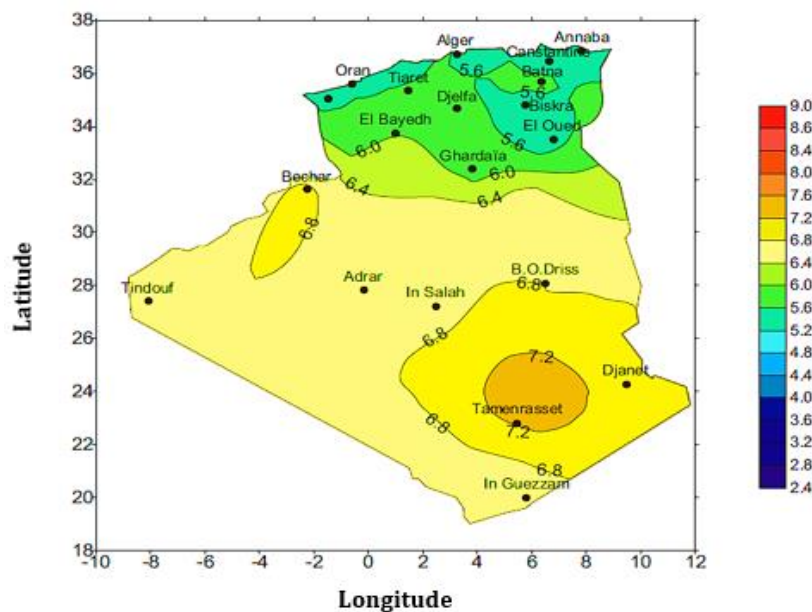 38
36
34
32
30
28
26
24
22
20
18
Latitude
-10 -8 -6 -4 -2 0 2 4 6 8 10 12
Longitude
Annaba
Alger
Canstantine
5.6
Oran
Tiaret
Batna
5.6
Djelfa
Biskra
El Bayedh
El Oued
5.6
6.0
Ghardaïa
6.0
Bechar
6.4
6.4
6.8
B.O.Driss
6.8
Adrar
Tindouf
In Salah
6.8
7.2
Djanet
Tamenrasset
6.8
7.2
6.8
In Guezzam
9.0
8.6
8.4
8.0
7.6
7.2
6.8
6.4
6.0
5.6
5.2
4.8
4.4
4.0
3.6
3.2
2.8
2.4